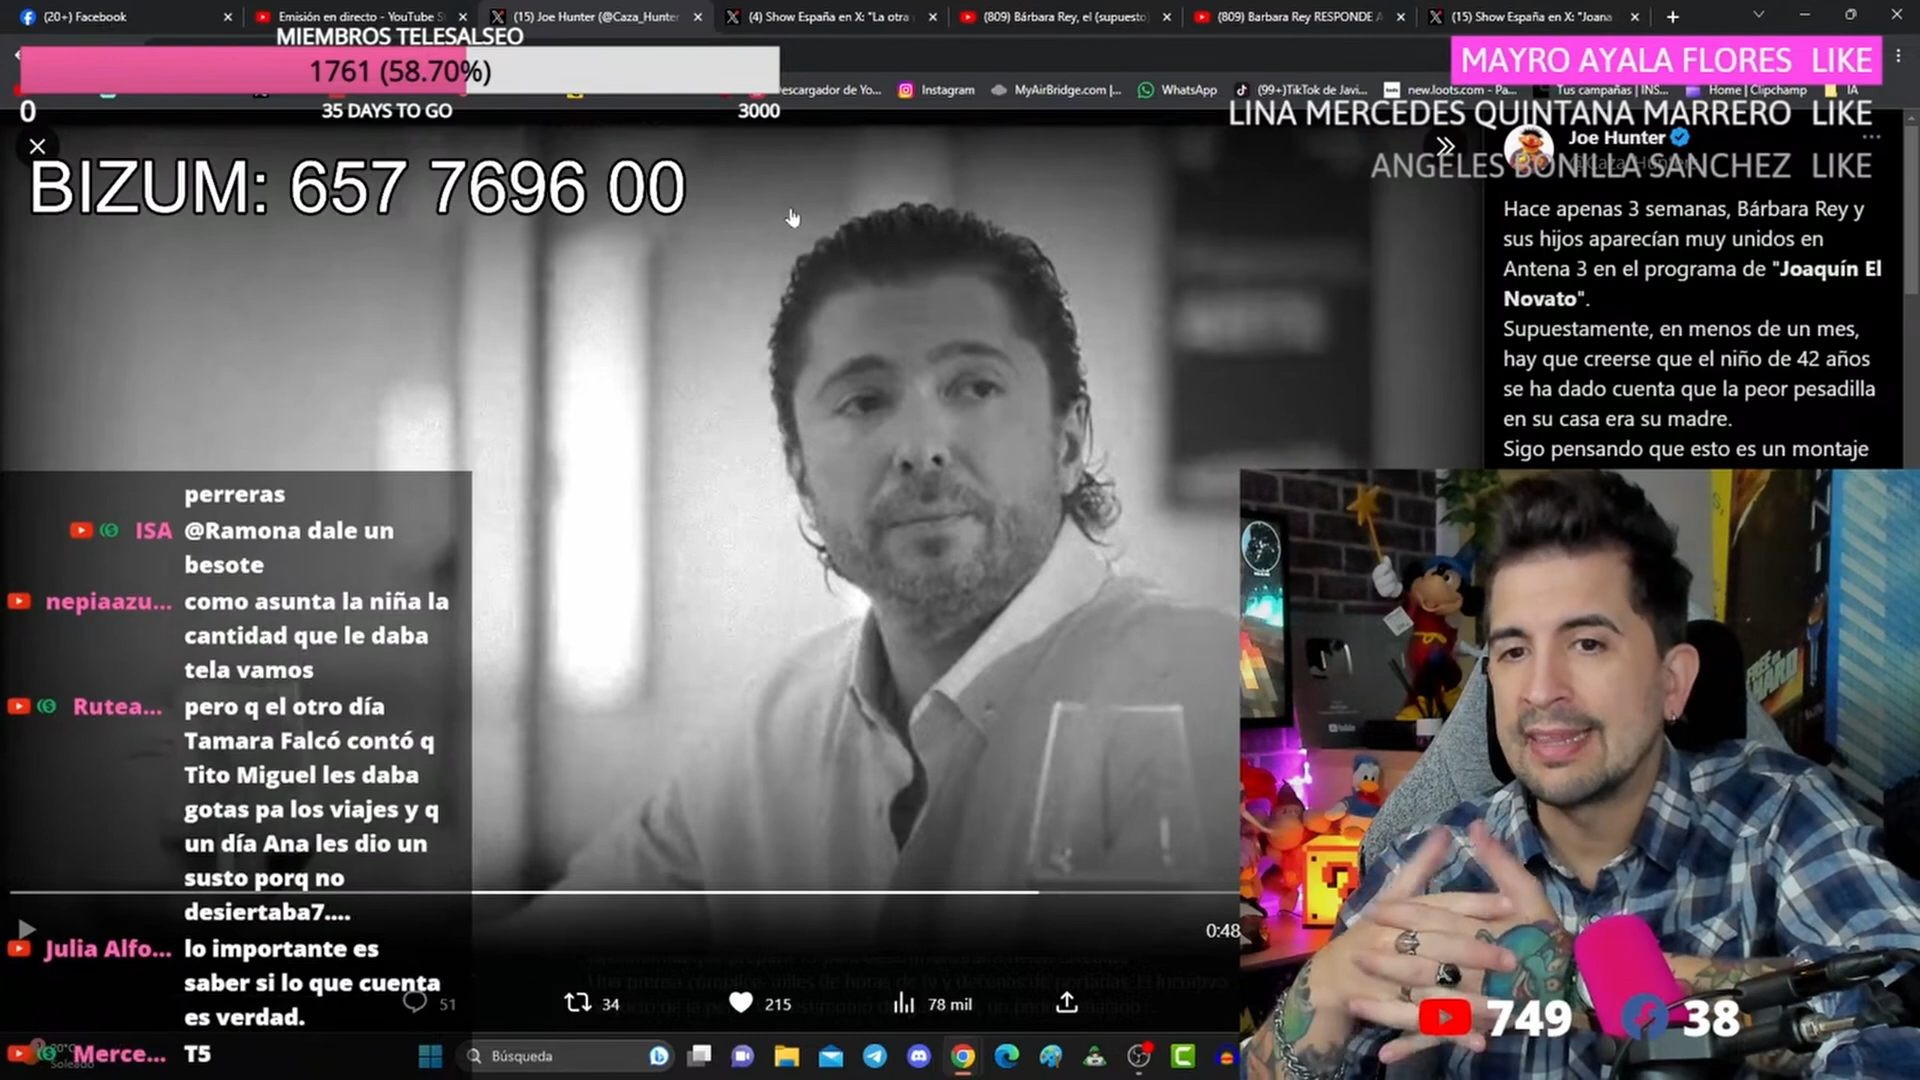 (20+) Facebook
Emisión en directo - YouTube S
(15) Joe Hunter (@Caza_Hunter
(4) Show España en X: "La otra
(809) Bárbara Rey, el (supuesto
(809) Barbara Rey RESPONDE A
(15) Show España en X: "Joana
MIEMBROS TELESALSEO
1761 (58.70%)
0
35 DAYS TO GO
3000
escargador de Yo...
Instagram
MyAirBridge.com |...
WhatsApp
(99+)TikTok de Javi...
new.loots.com - Pa...
Tus campañas | INS...
Home | Clipchamp
IA
MAYRO AYALA FLORES LIKE
LINA MERCEDES QUINTANA MARRERO LIKE
ANGELES BONILLA SANCHEZ LIKE
BIZUM: 657 7696 00
Joe Hunter
Hace apenas 3 semanas, Bárbara Rey y
sus hijos aparecían muy unidos en
Antena 3 en el programa de "Joaquín El
Novato".
Supuestamente, en menos de un mes,
hay que creerse que el niño de 42 años
se ha dado cuenta que la peor pesadilla
en su casa era su madre.
Sigo pensando que esto es un montaje
perreras
ISA @Ramona dale un
besote
nepiaazu... como asunta la niña la
cantidad que le daba
tela vamos
Rutea... pero q el otro día
Tamara Falcó contó q
Tito Miguel les daba
gotas pa los viajes y q
un día Ana les dio un
susto porq no
desiertaba7....
Julia Alfo... lo importante es
saber si lo que cuenta
es verdad.
Merce... T5
0:48
51
34
215
78 mil
749
38
20°C
Soleado
Búsqueda